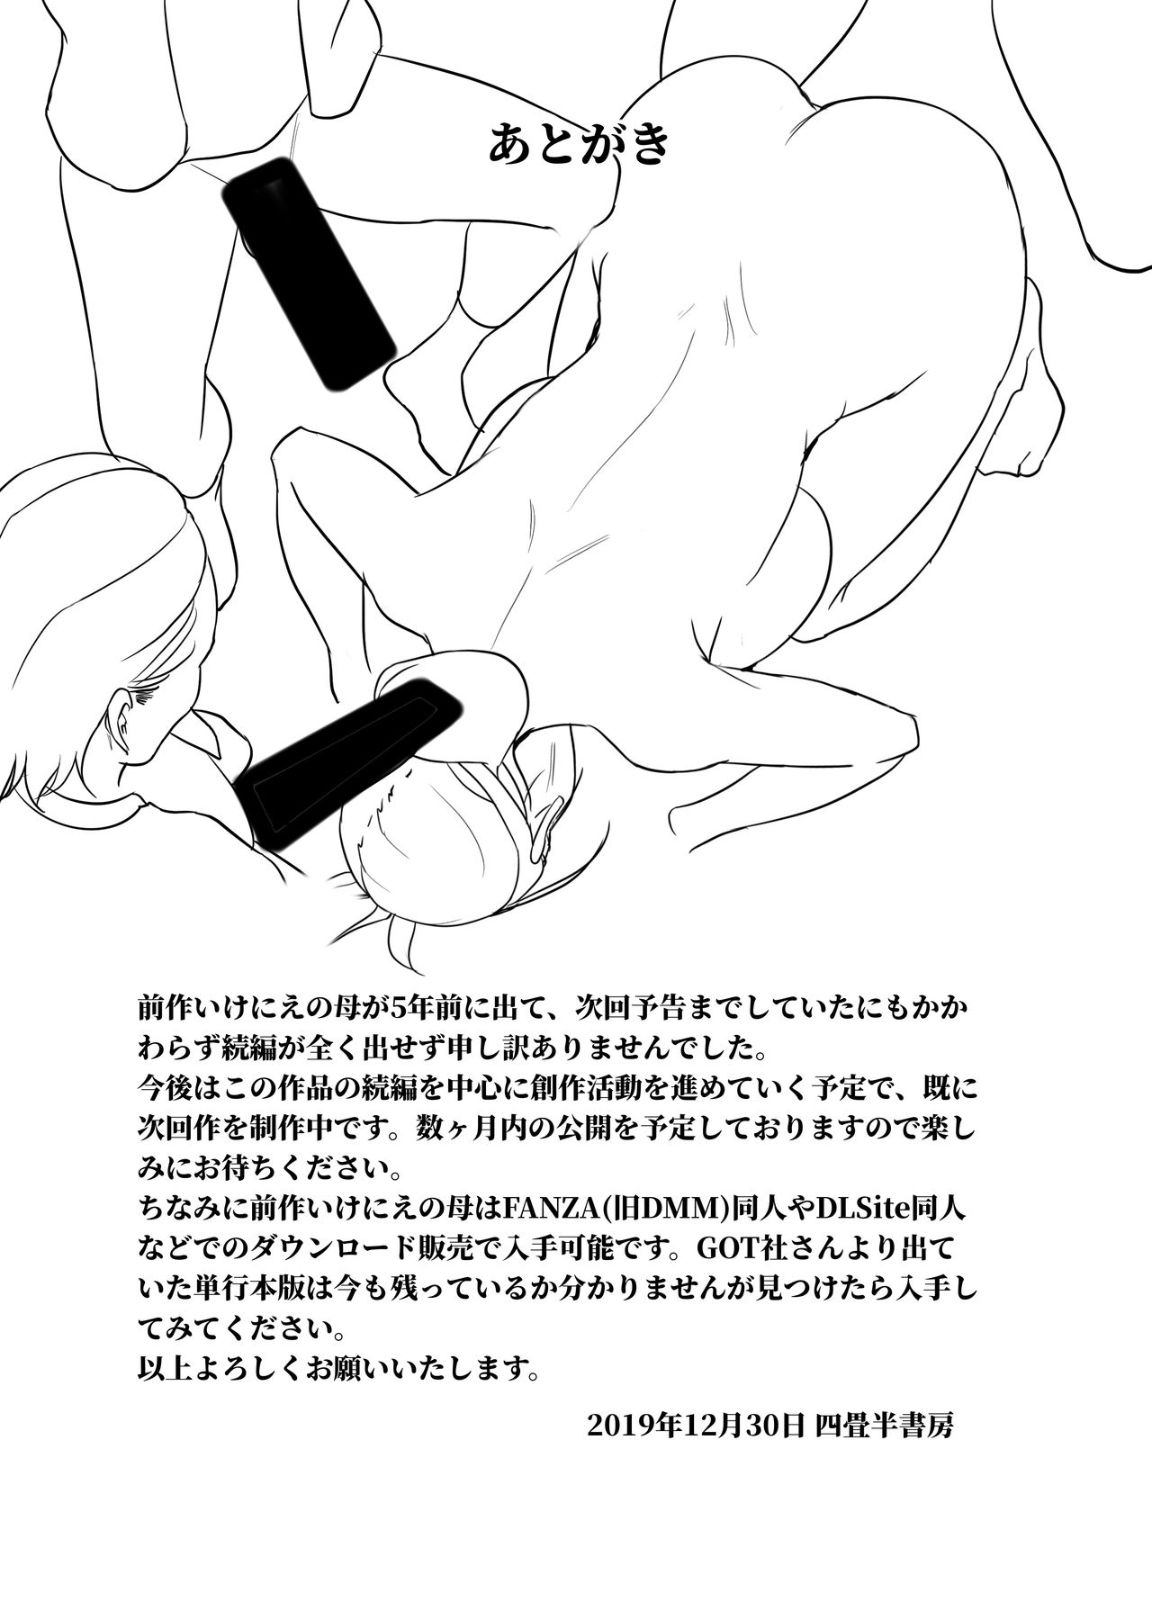 あとがき
前作いけにえの母が5年前に出て、次回予告までしていたにもかか
わらず続編が全く出せず申し訳ありませんでした。
今後はこの作品の続編を中心に創作活動を進めていく予定で、既に
次回作を制作中です。数ヶ月内の公開を予定しておりますので楽し
みにお待ちください。
ちなみに前作いけにえの母はFANZA(旧DMM)同人やDLSite同人
などでのダウンロード販売で入手可能です。GOT社さんより出て
いた単行本版は今も残っているか分かりませんが見つけたら入手し
てみてください。
以上よろしくお願いいたします。
2019年12月30日 四畳半書房